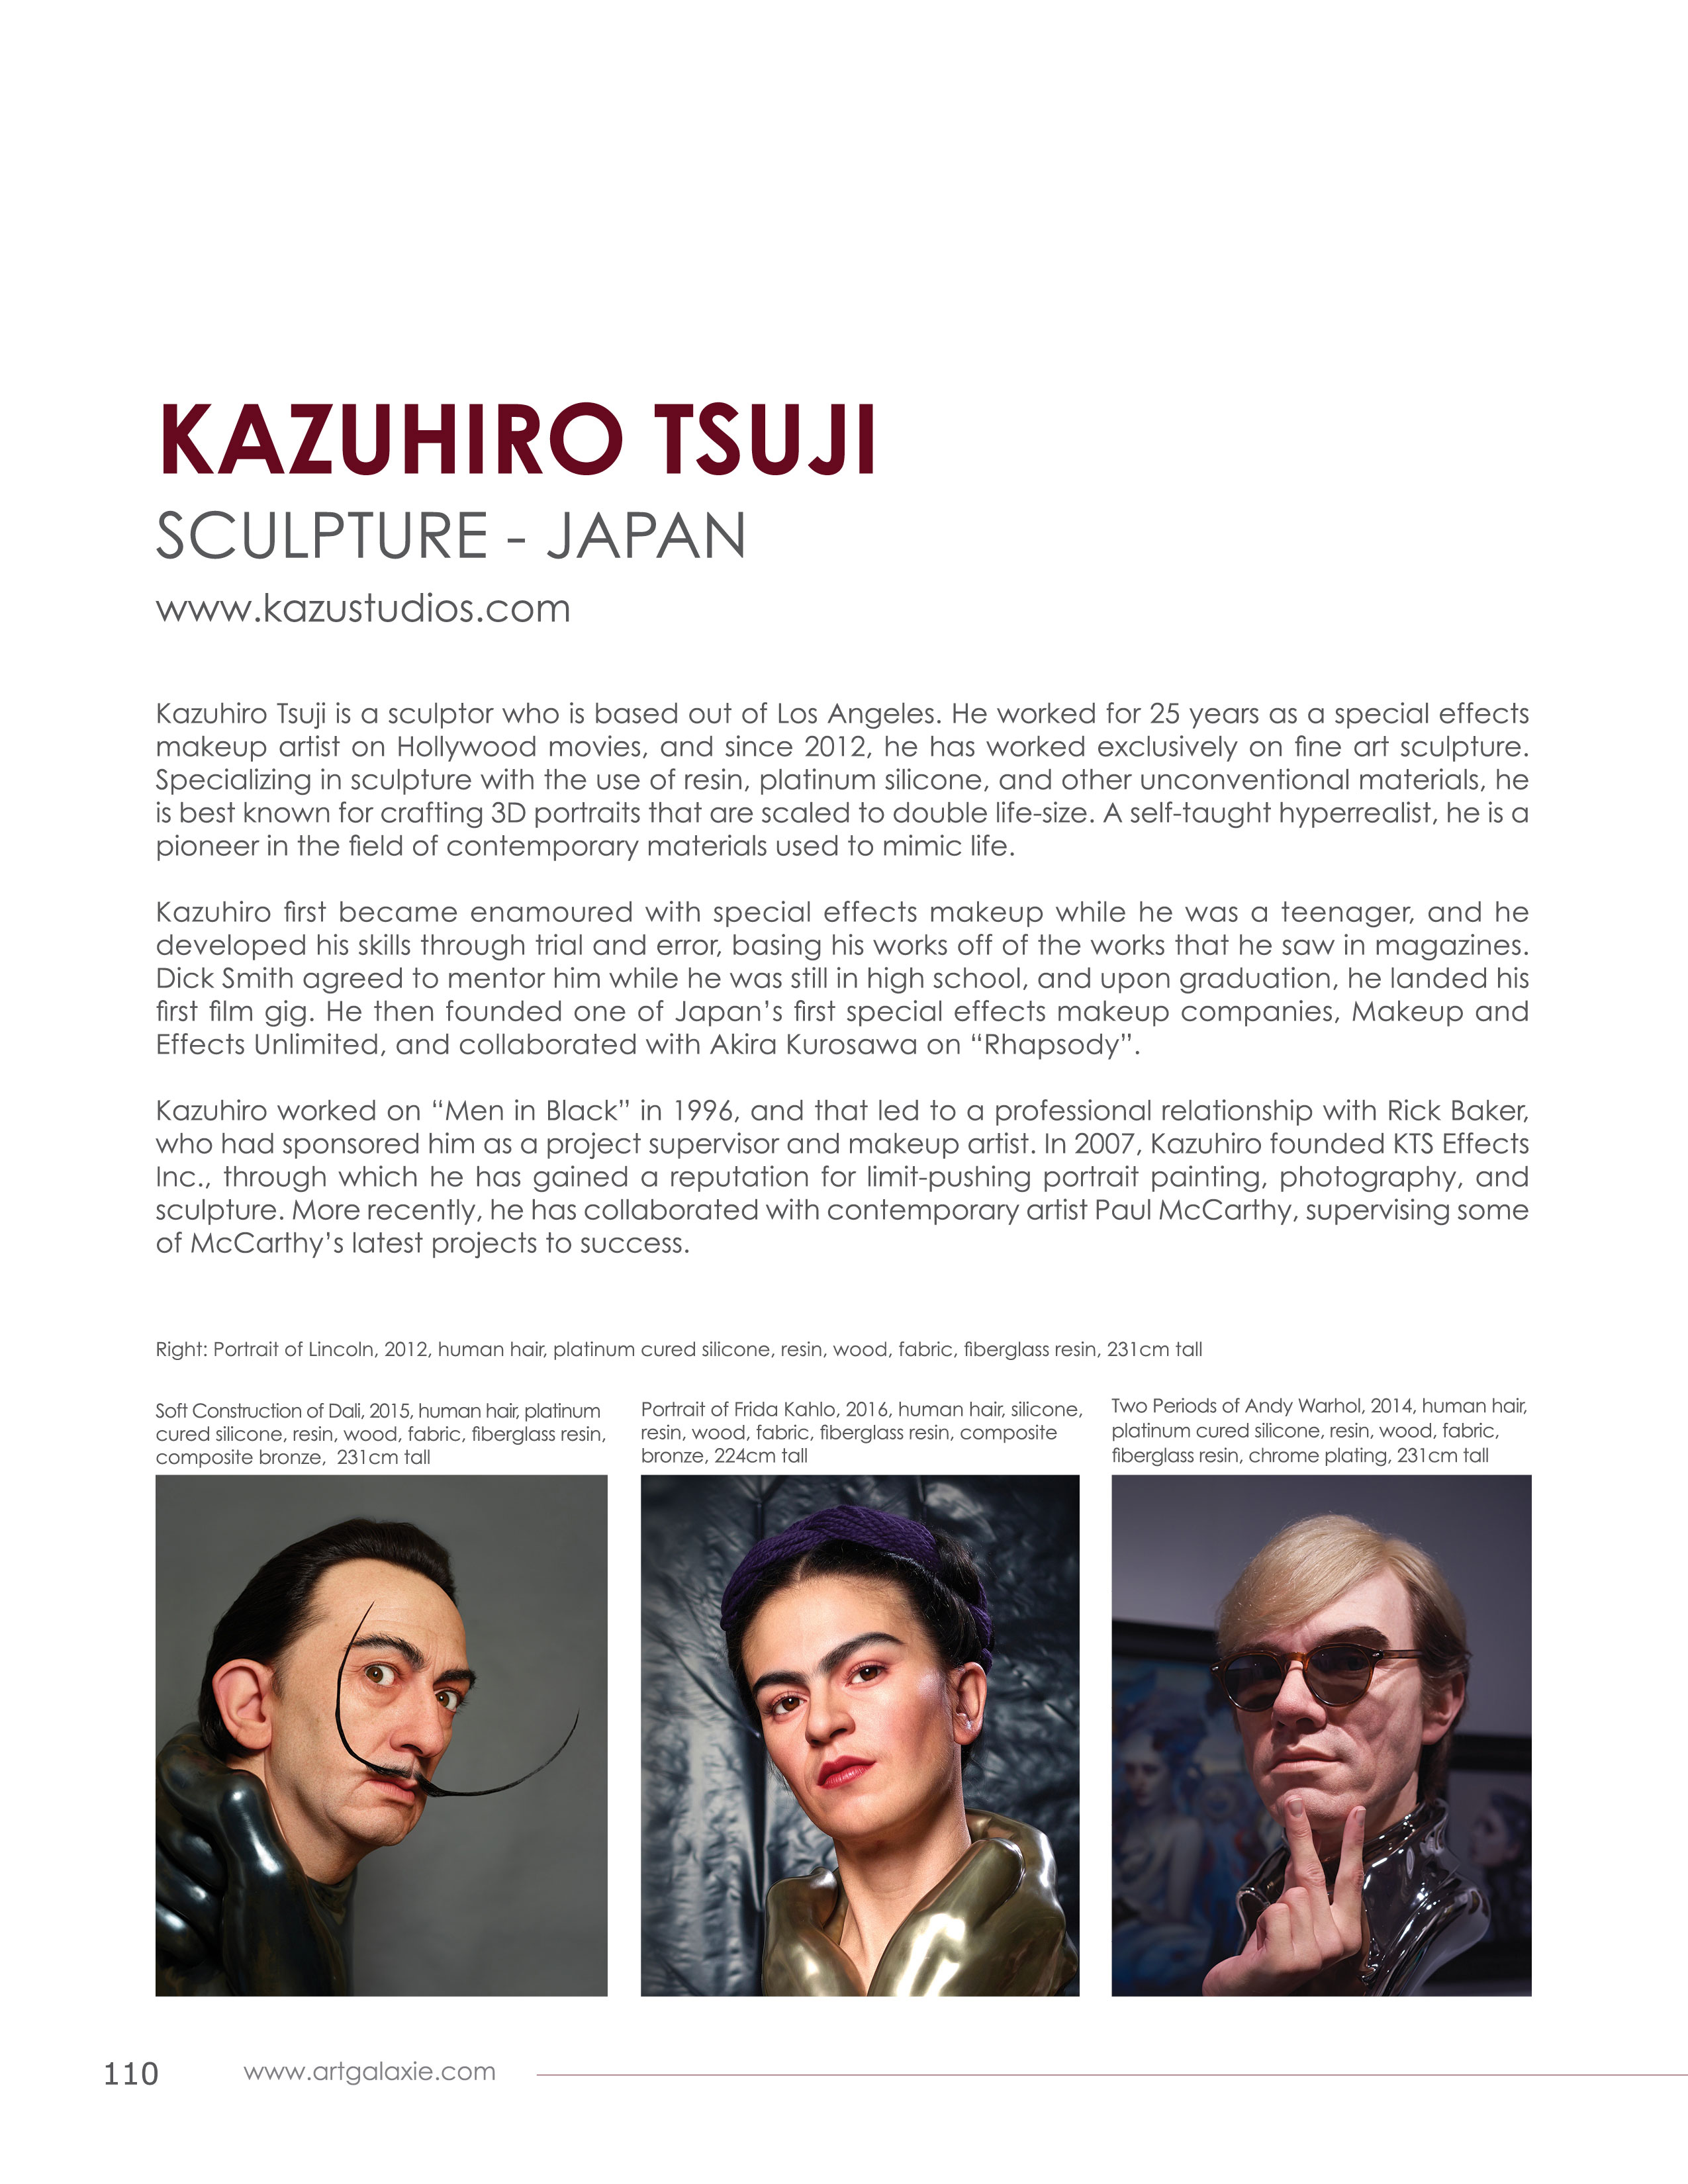 KAZUHIRO TSUJI
SCULPTURE - JAPAN
www.kazustudios.com
Kazuhiro Tsuji is a sculptor who is based out of Los Angeles. He worked for 25 years as a special effects
makeup artist on Hollywood movies, and since 2012, he has worked exclusively on fine art sculpture.
Specializing in sculpture with the use of resin, platinum silicone, and other unconventional materials, he
is best known for crafting 3D portraits that are scaled to double life-size. A self-taught hyperrealist, he is a
pioneer in the field of contemporary materials used to mimic life.
Kazuhiro first became enamoured with special effects makeup while he was a teenager, and he
developed his skills through trial and error, basing his works off of the works that he saw in magazines.
Dick Smith agreed to mentor him while he was still in high school, and upon graduation, he landed his
first film gig. He then founded one of Japan’s first special effects makeup companies, Makeup and
Effects Unlimited, and collaborated with Akira Kurosawa on “Rhapsody”.
Kazuhiro worked on “Men in Black” in 1996, and that led to a professional relationship with Rick Baker,
who had sponsored him as a project supervisor and makeup artist. In 2007, Kazuhiro founded KTS Effects
Inc., through which he has gained a reputation for limit-pushing portrait painting, photography, and
sculpture. More recently, he has collaborated with contemporary artist Paul McCarthy, supervising some
of McCarthy’s latest projects to success.
Right: Portrait of Lincoln, 2012, human hair, platinum cured silicone, resin, wood, fabric, fiberglass resin, 231cm tall
Soft Construction of Dali, 2015, human hair, platinum
cured silicone, resin, wood, fabric, fiberglass resin,
composite bronze, 231cm tall
Portrait of Frida Kahlo, 2016, human hair, silicone,
resin, wood, fabric, fiberglass resin, composite
bronze, 224cm tall
Two Periods of Andy Warhol, 2014, human hair,
platinum cured silicone, resin, wood, fabric,
fiberglass resin, chrome plating, 231cm tall
110
www.artgalaxie.com